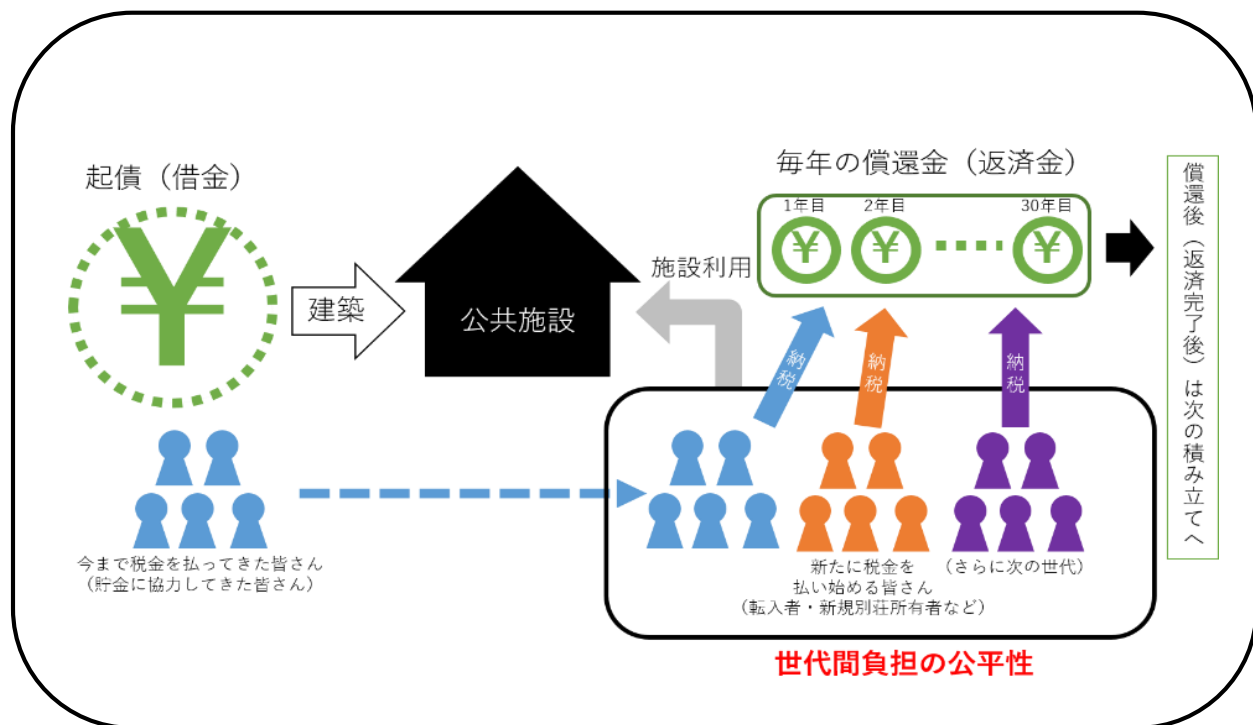 起債（借金）
¥
建築
公共施設
施設利用
毎年の償還金（返済金）
1年目
2年目
30年目
¥
¥
¥
納税
納税
納税
償還後（返済完了後）は次の積み立てへ
今まで税金を払ってきた皆さん
（貯金に協力してきた皆さん）
新たに税金を
払い始める皆さん
（転入者・新規別荘所有者など）
（さらに次の世代）
世代間負担の公平性